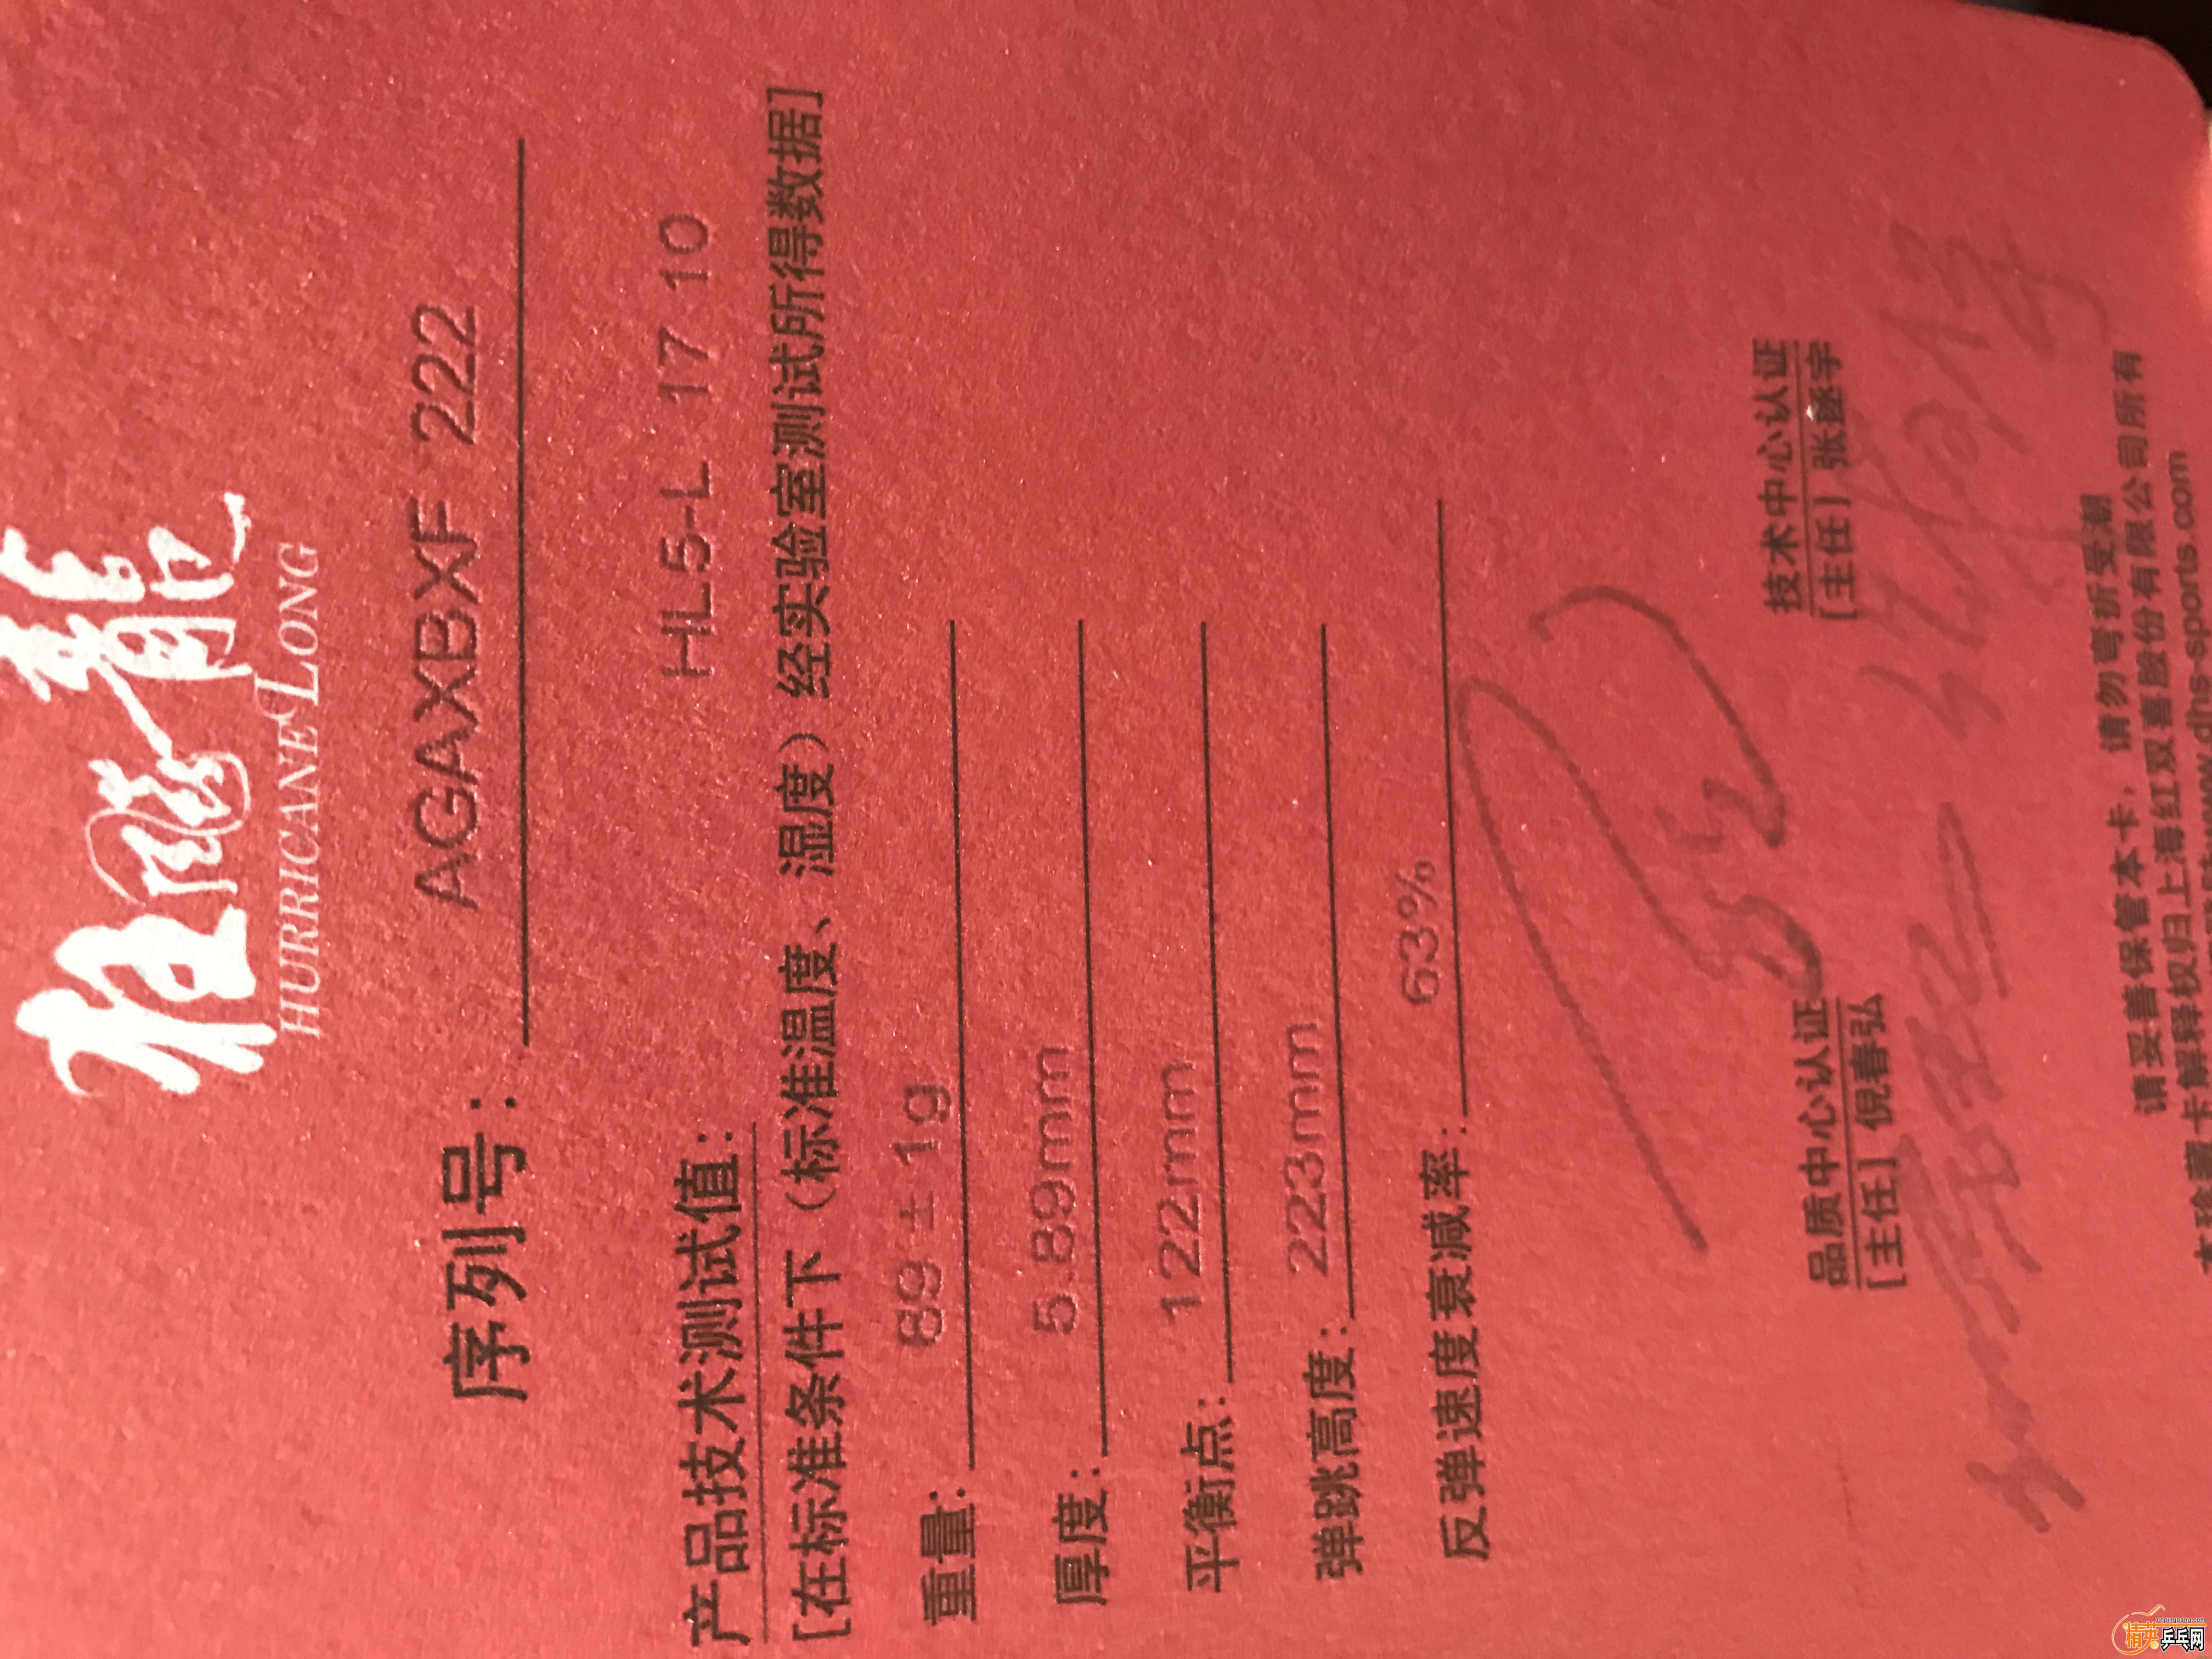 狂飚龍
HURRICANE LONG
序列号：AGAXBXF 222
HL5-L 17 10
产品技术测试值：
[在标准条件下（标准温度、湿度）经实验室测试所得数据]
重量：89 ± 1g
厚度：5.89mm
平衡点：122mm
弹跳高度：223mm
反弹速度衰减率：63%
品质中心认证 技术中心认证
[主任] 倪春弘 [主任] 张拯宇
请妥善保管本卡，请勿弯折受潮
本珍藏卡解释权归上海红双喜股份有限公司所有
dhs-sports.com
精英乒乓网